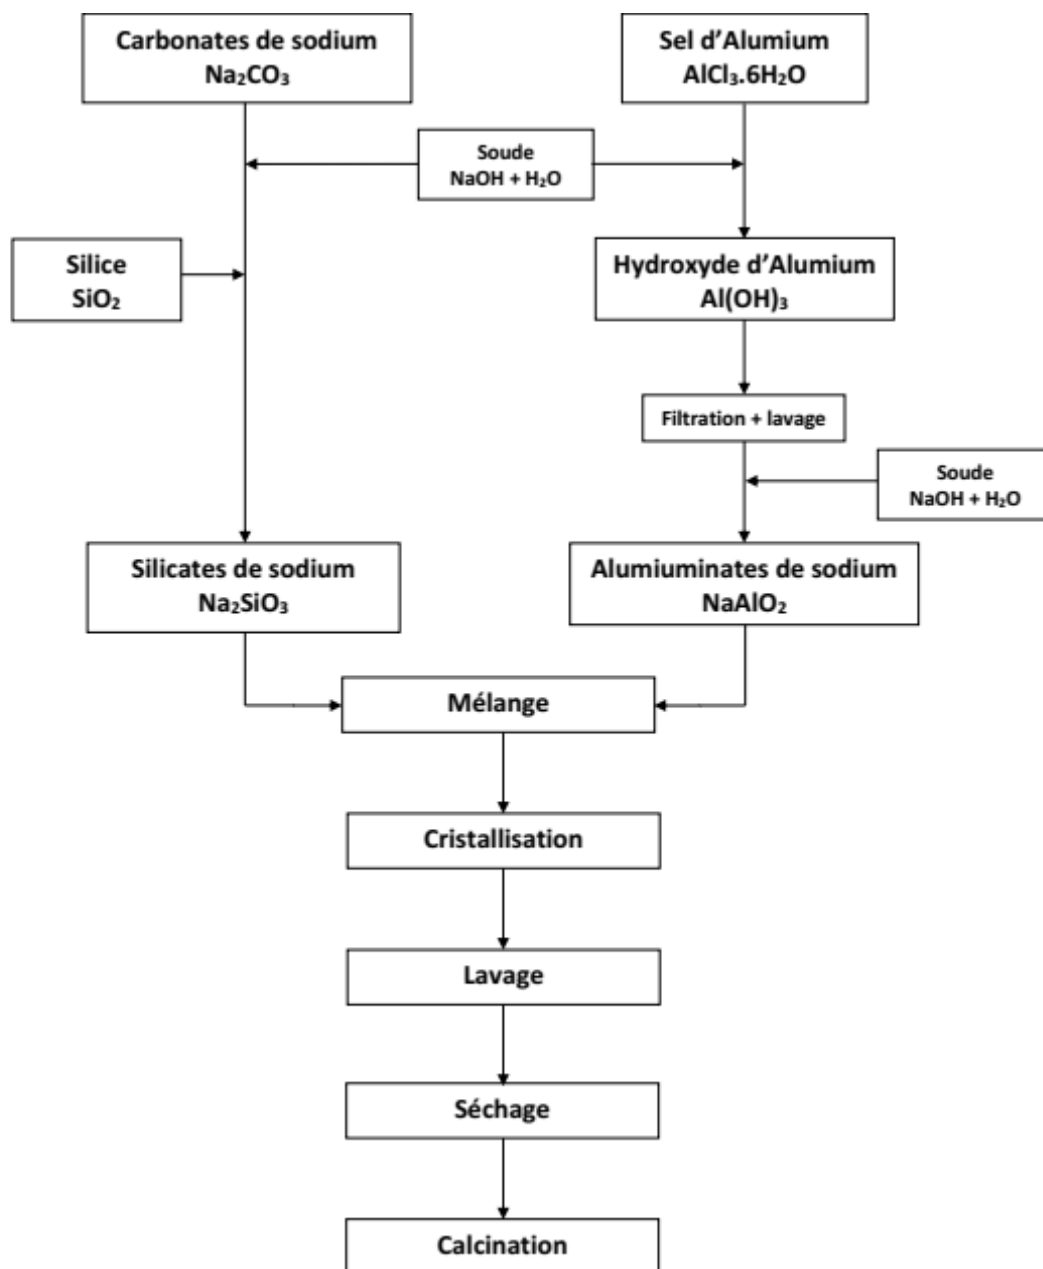 Carbonates de sodium
Na₂CO₃
Sel d’Alumium
AlCl₃.6H₂O
Soude
NaOH + H₂O
Silice
SiO₂
Hydroxyde d’Alumium
Al(OH)₃
Filtration + lavage
Soude
NaOH + H₂O
Silicates de sodium
Na₂SiO₃
Alumiuminates de sodium
NaAlO₂
Mélange
Cristallisation
Lavage
Séchage
Calcination